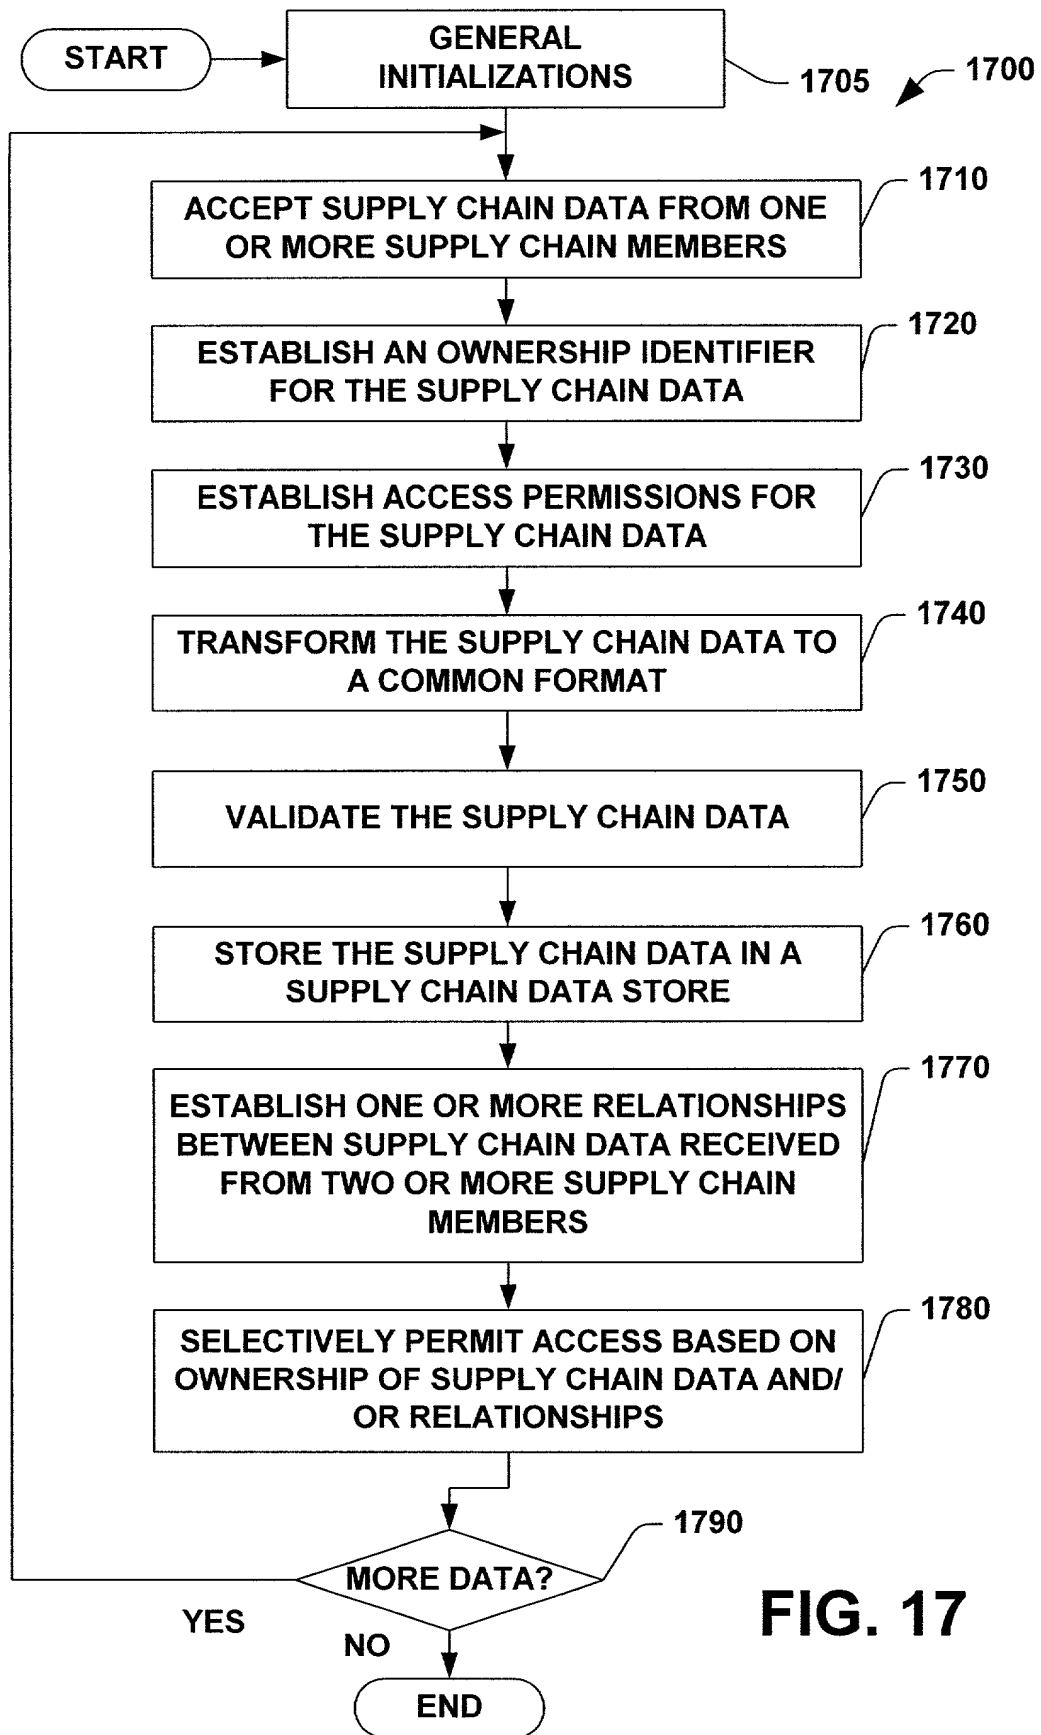 START
GENERAL
INITIALIZATIONS
1705
1700
1710
ACCEPT SUPPLY CHAIN DATA FROM ONE
OR MORE SUPPLY CHAIN MEMBERS
1720
ESTABLISH AN OWNERSHIP IDENTIFIER
FOR THE SUPPLY CHAIN DATA
1730
ESTABLISH ACCESS PERMISSIONS FOR
THE SUPPLY CHAIN DATA
1740
TRANSFORM THE SUPPLY CHAIN DATA TO
A COMMON FORMAT
1750
VALIDATE THE SUPPLY CHAIN DATA
1760
STORE THE SUPPLY CHAIN DATA IN A
SUPPLY CHAIN DATA STORE
1770
ESTABLISH ONE OR MORE RELATIONSHIPS
BETWEEN SUPPLY CHAIN DATA RECEIVED
FROM TWO OR MORE SUPPLY CHAIN
MEMBERS
1780
SELECTIVELY PERMIT ACCESS BASED ON
OWNERSHIP OF SUPPLY CHAIN DATA AND/
OR RELATIONSHIPS
1790
MORE DATA?
YES
NO
END
FIG. 17